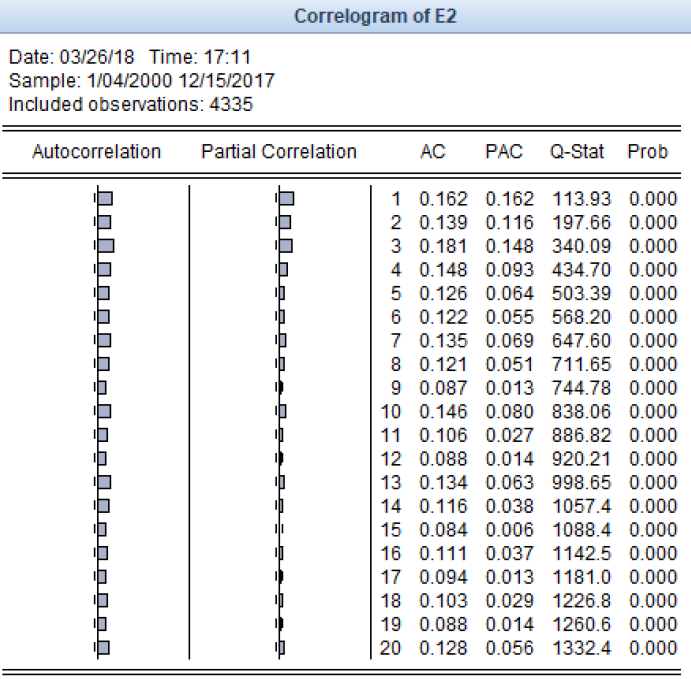 Correlogram of E2
Date: 03/26/18 Time: 17:11
Sample: 1/04/2000 12/15/2017
Included observations: 4335
Autocorrelation Partial Correlation AC PAC Q-Stat Prob
1 0.162 0.162 113.93 0.000
2 0.139 0.116 197.66 0.000
3 0.181 0.148 340.09 0.000
4 0.148 0.093 434.70 0.000
5 0.126 0.064 503.39 0.000
6 0.122 0.055 568.20 0.000
7 0.135 0.069 647.60 0.000
8 0.121 0.051 711.65 0.000
9 0.087 0.013 744.78 0.000
10 0.146 0.080 838.06 0.000
11 0.106 0.027 886.82 0.000
12 0.088 0.014 920.21 0.000
13 0.134 0.063 998.65 0.000
14 0.116 0.038 1057.4 0.000
15 0.084 0.006 1088.4 0.000
16 0.111 0.037 1142.5 0.000
17 0.094 0.013 1181.0 0.000
18 0.103 0.029 1226.8 0.000
19 0.088 0.014 1260.6 0.000
20 0.128 0.056 1332.4 0.000